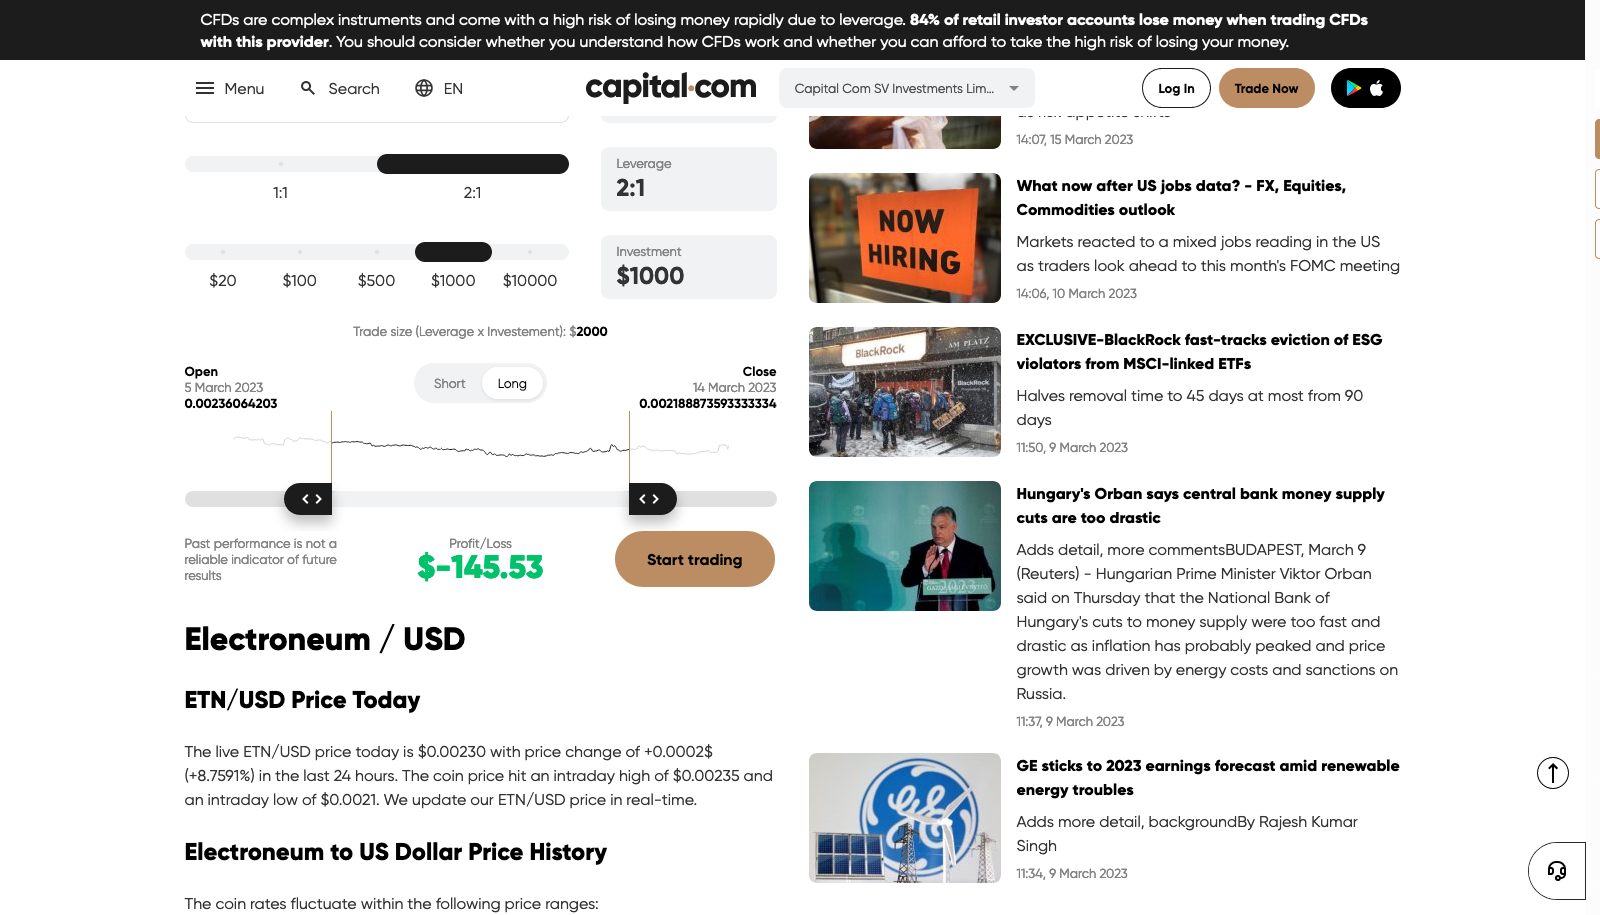 CFDs are complex instruments and come with a high risk of losing money rapidly due to leverage. 84% of retail investor accounts lose money when trading CFDs
with this provider. You should consider whether you understand how CFDs work and whether you can afford to take the high risk of losing your money.
Menu
Search
EN
capital.com
Capital Com SV Investments Lim...
Log In
Trade Now
1:1
2:1
Leverage
2:1
$20
$100
$500
$1000
$10000
Investment
$1000
Trade size (Leverage x Investement): $2000
Open
5 March 2023
0.00236064203
Short
Long
Close
14 March 2023
0.002188873593333334
Past performance is not a
reliable indicator of future
results
Profit/Loss
$-145.53
Start trading
Electroneum / USD
ETN/USD Price Today
The live ETN/USD price today is $0.00230 with price change of +0.0002$
(+8.7591%) in the last 24 hours. The coin price hit an intraday high of $0.00235 and
an intraday low of $0.0021. We update our ETN/USD price in real-time.
Electroneum to US Dollar Price History
The coin rates fluctuate within the following price ranges:
14:07, 15 March 2023
NOW
HIRING
What now after US jobs data? - FX, Equities,
Commodities outlook
Markets reacted to a mixed jobs reading in the US
as traders look ahead to this month's FOMC meeting
14:06, 10 March 2023
AM PLATZ
BlackRock
BlackRock
EXCLUSIVE-BlackRock fast-tracks eviction of ESG
violators from MSCI-linked ETFs
Halves removal time to 45 days at most from 90
days
11:50, 9 March 2023
Hungary's Orban says central bank money supply
cuts are too drastic
Adds detail, more commentsBUDAPEST, March 9
(Reuters) - Hungarian Prime Minister Viktor Orban
said on Thursday that the National Bank of
Hungary's cuts to money supply were too fast and
drastic as inflation has probably peaked and price
growth was driven by energy costs and sanctions on
Russia.
11:37, 9 March 2023
GE sticks to 2023 earnings forecast amid renewable
energy troubles
Adds more detail, backgroundBy Rajesh Kumar
Singh
11:34, 9 March 2023